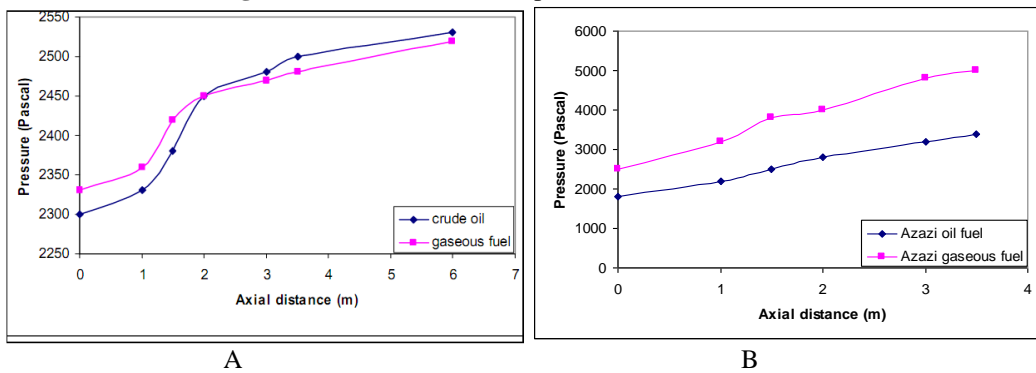 2550
2500
2450
2400
2350
2300
2250
Pressure (Pascal)
0 1 2 3 4 5 6 7
Axial distance (m)
crude oil
gaseous fuel
A
6000
5000
4000
3000
2000
1000
0
Pressure (Pascal)
0 1 2 3 4
Axial distance (m)
Azazi oil fuel
Azazi gaseous fuel
B